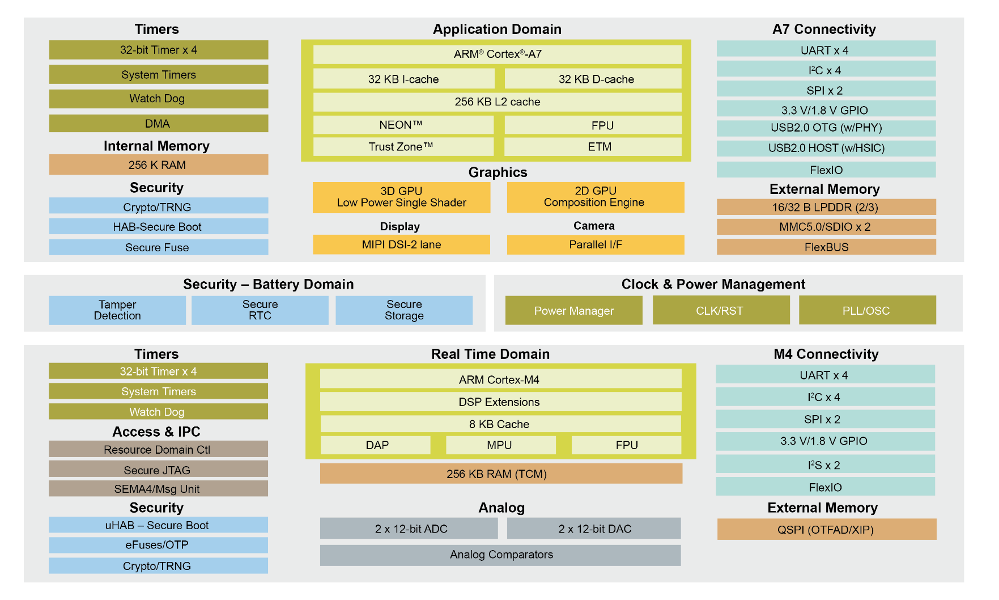 Timers
32-bit Timer x 4
System Timers
Watch Dog
DMA
Internal Memory
256 K RAM
Security
Crypto/TRNG
HAB-Secure Boot
Secure Fuse
Application Domain
ARM® Cortex®-A7
32 KB I-cache
32 KB D-cache
256 KB L2 cache
NEON™
FPU
Trust Zone™
ETM
Graphics
3D GPU
Low Power Single Shader
2D GPU
Composition Engine
Display
MIPI DSI-2 lane
Camera
Parallel I/F
A7 Connectivity
UART x 4
I²C x 4
SPI x 2
3.3 V/1.8 V GPIO
USB2.0 OTG (w/PHY)
USB2.0 HOST (w/HSIC)
FlexIO
External Memory
16/32 B LPDDR (2/3)
MMC5.0/SDIO x 2
FlexBUS
Security – Battery Domain
Tamper
Detection
Secure
RTC
Secure
Storage
Clock & Power Management
Power Manager
CLK/RST
PLL/OSC
Timers
32-bit Timer x 4
System Timers
Watch Dog
Access & IPC
Resource Domain Ctl
Secure JTAG
SEMA4/Msg Unit
Security
uHAB – Secure Boot
eFuses/OTP
Crypto/TRNG
Real Time Domain
ARM Cortex-M4
DSP Extensions
8 KB Cache
DAP
MPU
FPU
256 KB RAM (TCM)
Analog
2 x 12-bit ADC
2 x 12-bit DAC
Analog Comparators
M4 Connectivity
UART x 4
I²C x 4
SPI x 2
3.3 V/1.8 V GPIO
I²S x 2
FlexIO
External Memory
QSPI (OTFAD/XIP)